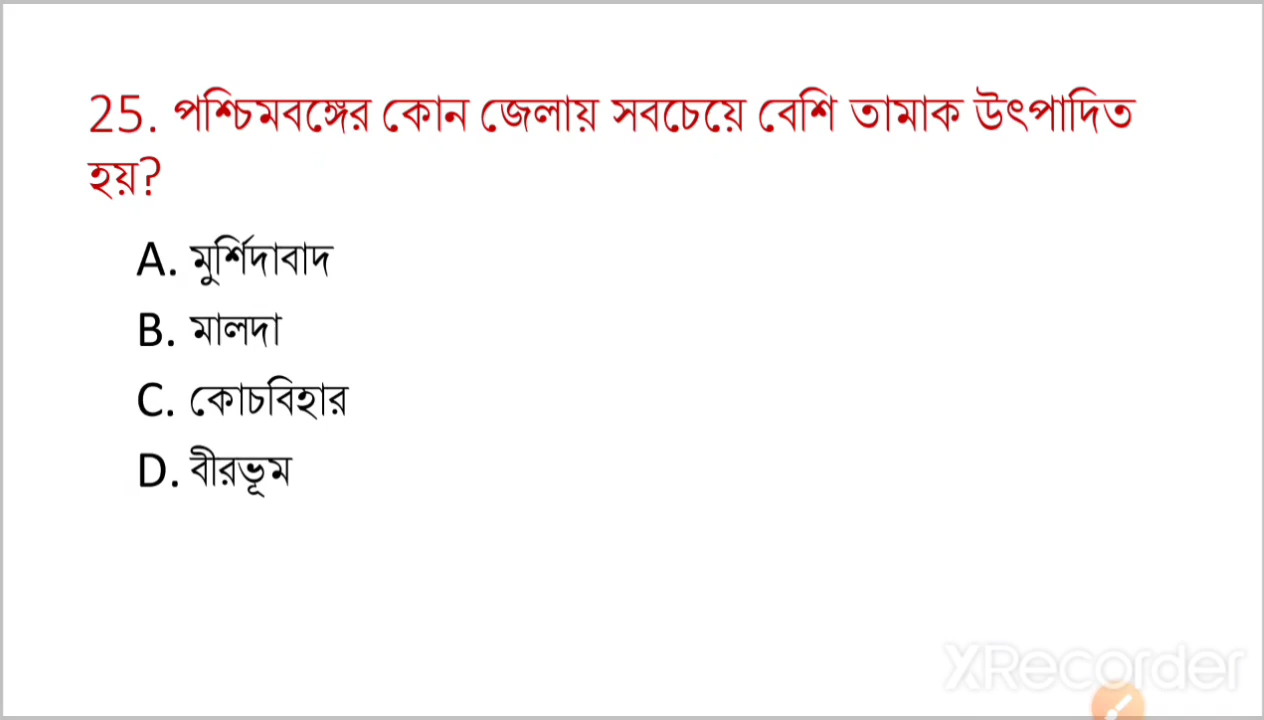 25. পশ্চিমবঙ্গের কোন জেলায় সবচেয়ে বেশি তামাক উৎপাদিত
হয়?
A. মুর্শিদাবাদ
B. মালদা
C. কোচবিহার
D. বীরভূম
XRecorder